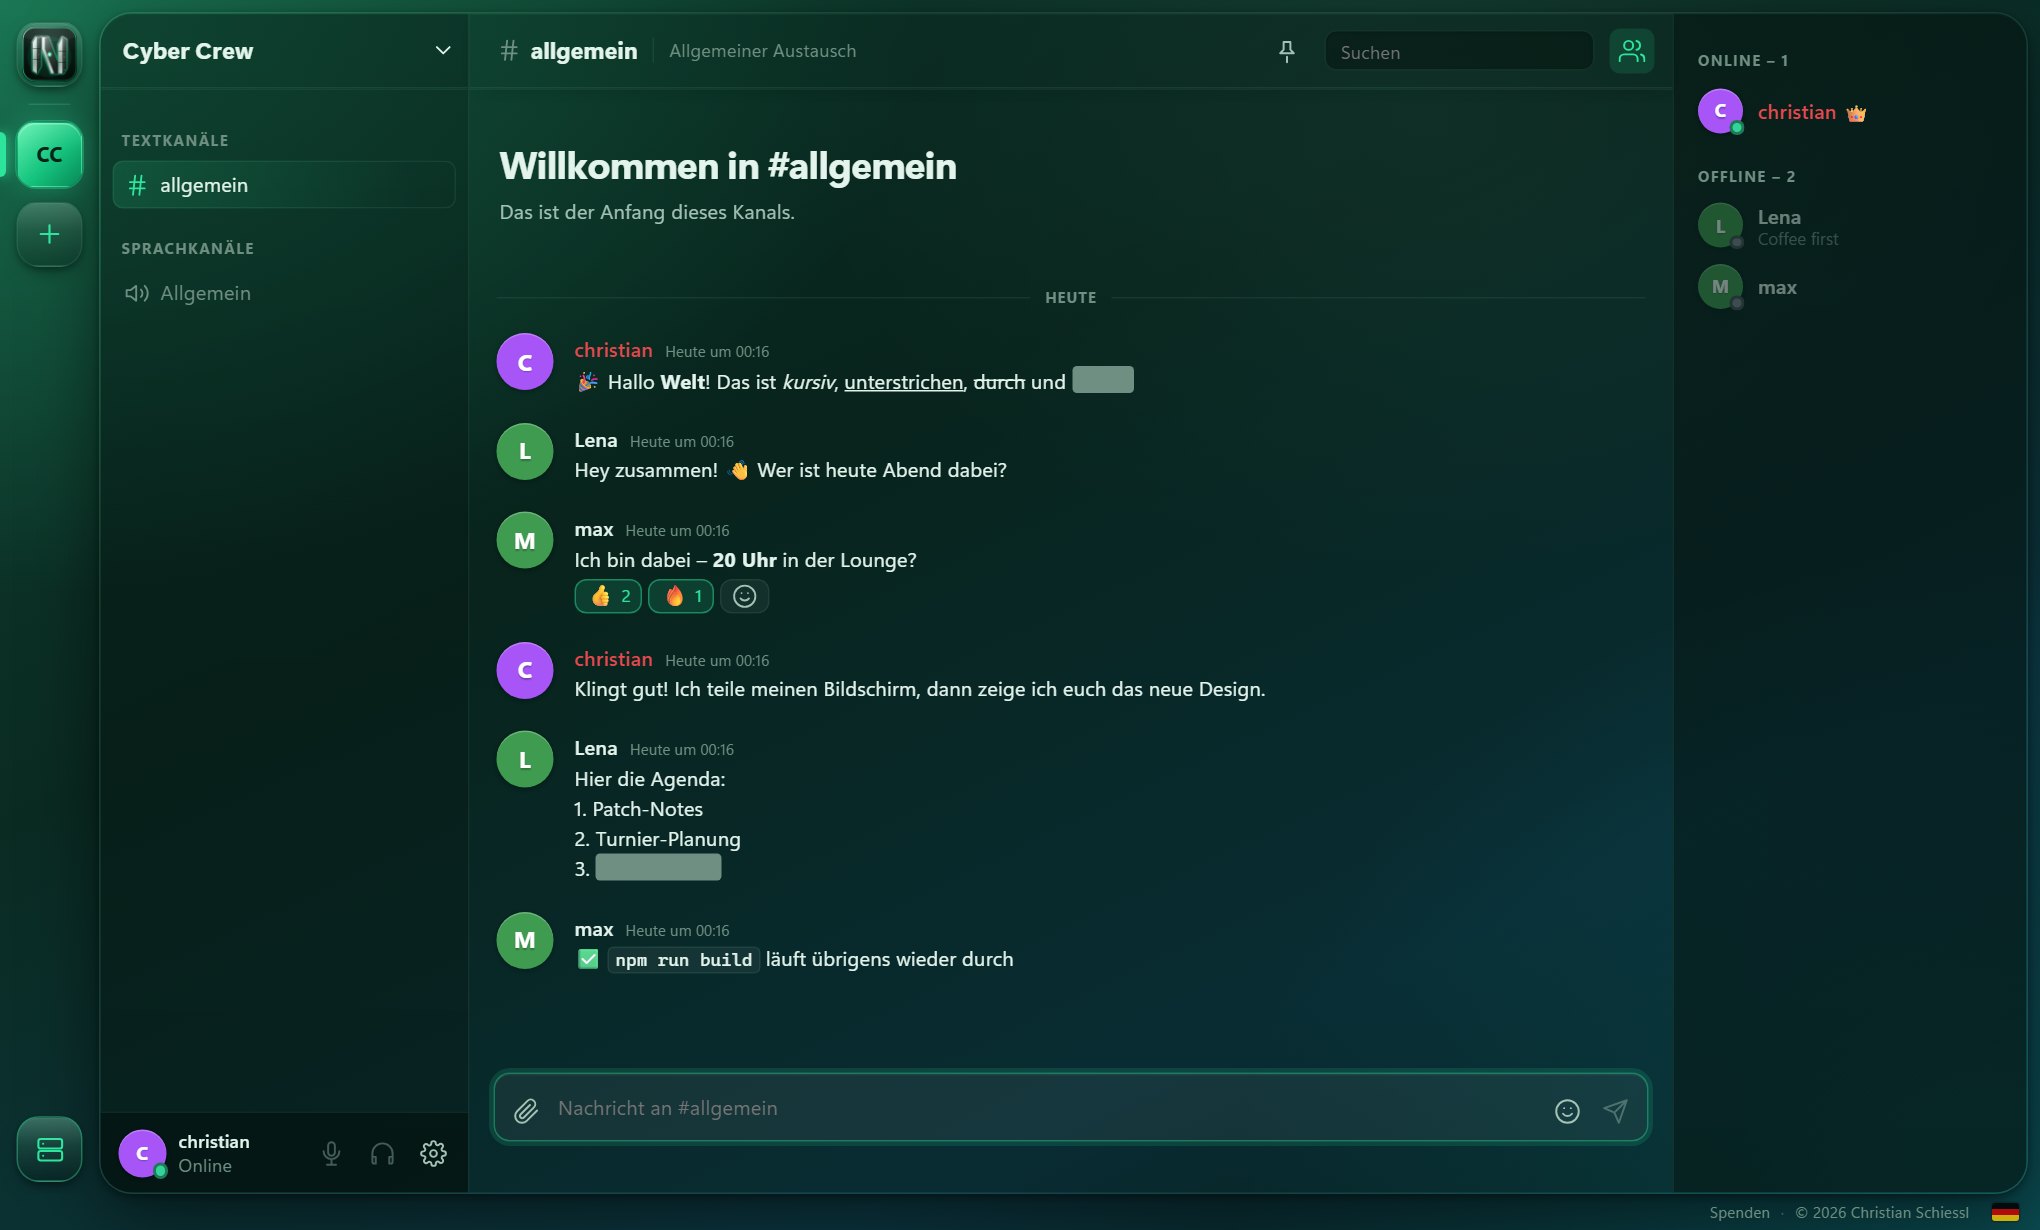 Cyber Crew
# allgemein
Allgemeiner Austausch
Suchen
TEXTKANÄLE
# allgemein
SPRACHKANÄLE
Allgemein
CC
Willkommen in #allgemein
Das ist der Anfang dieses Kanals.
HEUTE
C
christian Heute um 00:16
🎉 Hallo Welt! Das ist kursiv, unterstrichen, durch und
L
Lena Heute um 00:16
Hey zusammen! 👋 Wer ist heute Abend dabei?
M
max Heute um 00:16
Ich bin dabei – 20 Uhr in der Lounge?
👍 2 🔥 1
C
christian Heute um 00:16
Klingt gut! Ich teile meinen Bildschirm, dann zeige ich euch das neue Design.
L
Lena Heute um 00:16
Hier die Agenda:
1. Patch-Notes
2. Turnier-Planung
3.
M
max Heute um 00:16
✅ npm run build läuft übrigens wieder durch
Nachricht an #allgemein
C
christian
Online
ONLINE – 1
C
christian 👑
OFFLINE – 2
L
Lena
Coffee first
M
max
Spenden · © 2026 Christian Schiessl